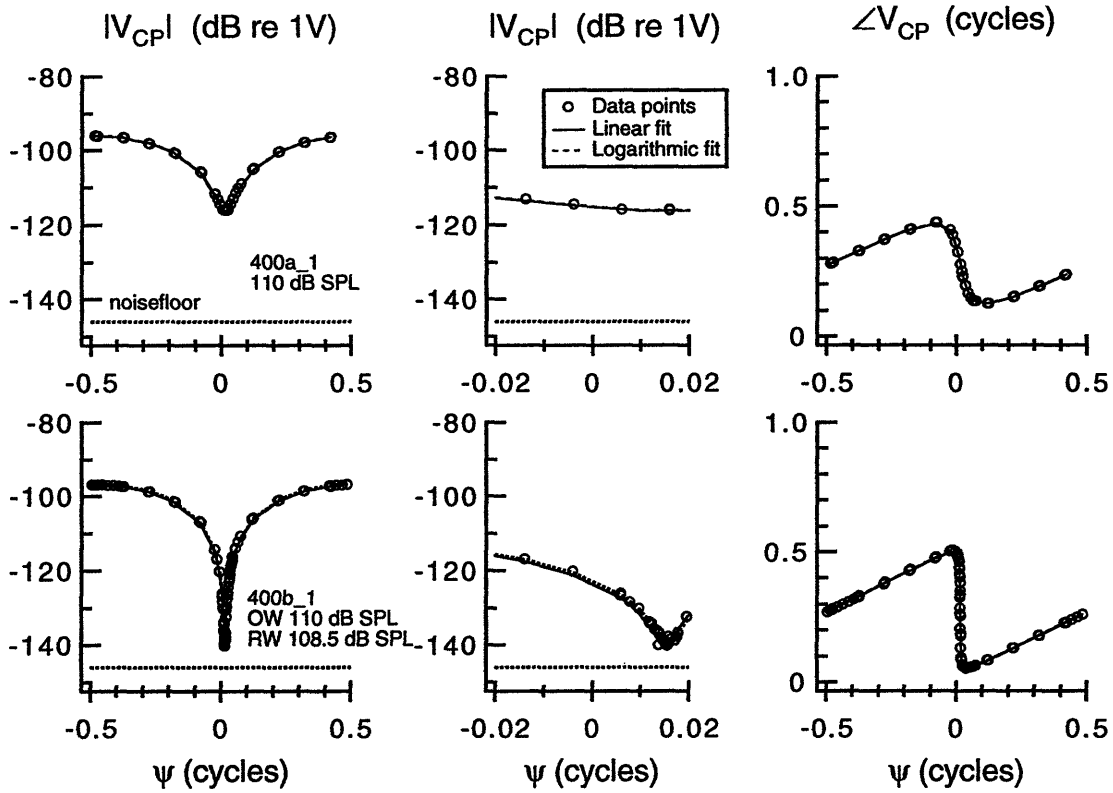 |V_CP| (dB re 1V)
|V_CP| (dB re 1V)
∠V_CP (cycles)
-80
-100
-120
-140
400a_1
110 dB SPL
noisefloor
-0.5
0
0.5
-80
-100
-120
-140
Data points
Linear fit
Logarithmic fit
-0.02
0
0.02
1.0
0.5
0
-0.5
0
0.5
-80
-100
-120
-140
400b_1
OW 110 dB SPL
RW 108.5 dB SPL
-0.5
0
0.5
ψ (cycles)
-80
-100
-120
-140
-0.02
0
0.02
ψ (cycles)
1.0
0.5
0
-0.5
0
0.5
ψ (cycles)